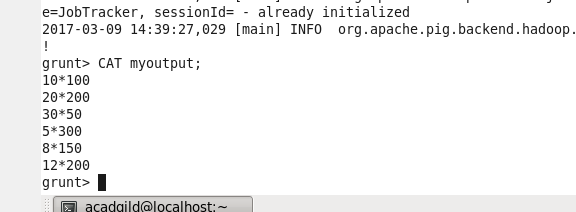 e=JobTracker, sessionId= - already initialized
2017-03-09 14:39:27,029 [main] INFO  org.apache.pig.backend.hadoop.
!
grunt> CAT myoutput;
10*100
20*200
30*50
5*300
8*150
12*200
grunt>
acadgild@localhost:~